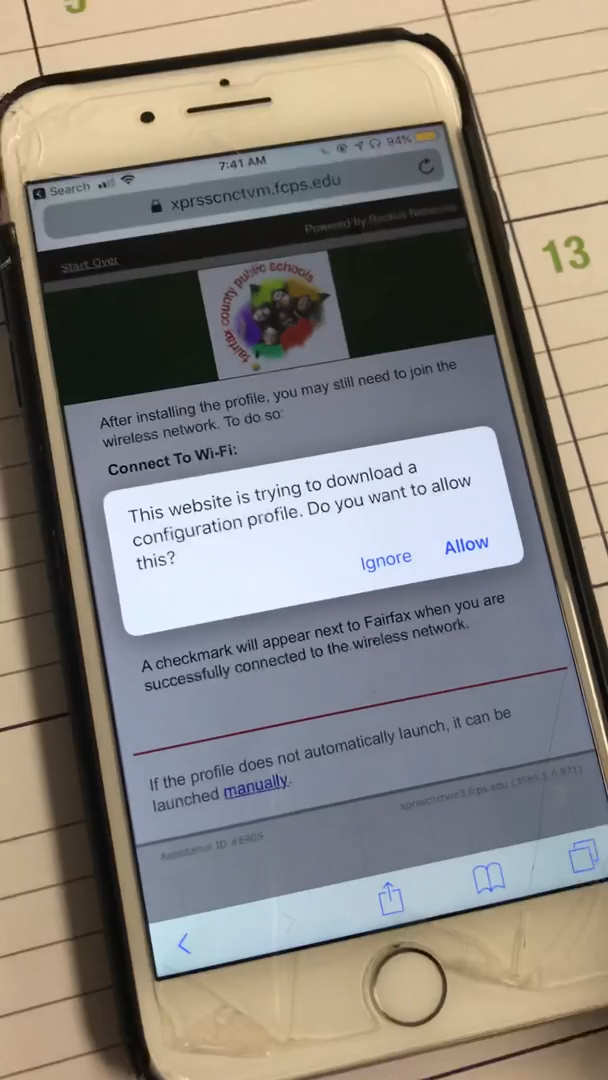 5
13
Search
7:41 AM
94%
xprsscnctvm.fcps.edu
Start Over
Powered by Ruckus Networks
fairfax county public schools
After installing the profile, you may still need to join the
wireless network. To do so:
Connect To Wi-Fi:
This website is trying to download a
configuration profile. Do you want to allow
this?
Ignore
Allow
A checkmark will appear next to Fairfax when you are
successfully connected to the wireless network.
If the profile does not automatically launch, it can be
launched manually.
Assistance ID #E90S